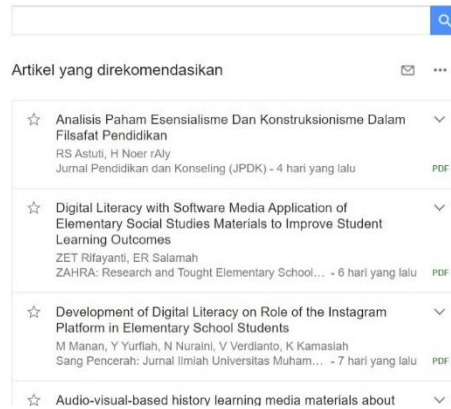 Artikel yang direkomendasikan
Analisis Paham Esensialisme Dan Konstruksionisme Dalam
Filsafat Pendidikan
RS Astuti, H Noer rAly
Jurnal Pendidikan dan Konseling (JPDK) - 4 hari yang lalu PDF
Digital Literacy with Software Media Application of
Elementary Social Studies Materials to Improve Student
Learning Outcomes
ZET Rifayanti, ER Salamah
ZAHRA: Research and Tought Elementary School... - 6 hari yang lalu PDF
Development of Digital Literacy on Role of the Instagram
Platform in Elementary School Students
M Manan, Y Yurfiah, N Nuraini, V Verdianto, K Kamasiah
Sang Pencerah: Jurnal Ilmiah Universitas Muham... - 7 hari yang lalu PDF
Audio-visual-based history learning media materials about